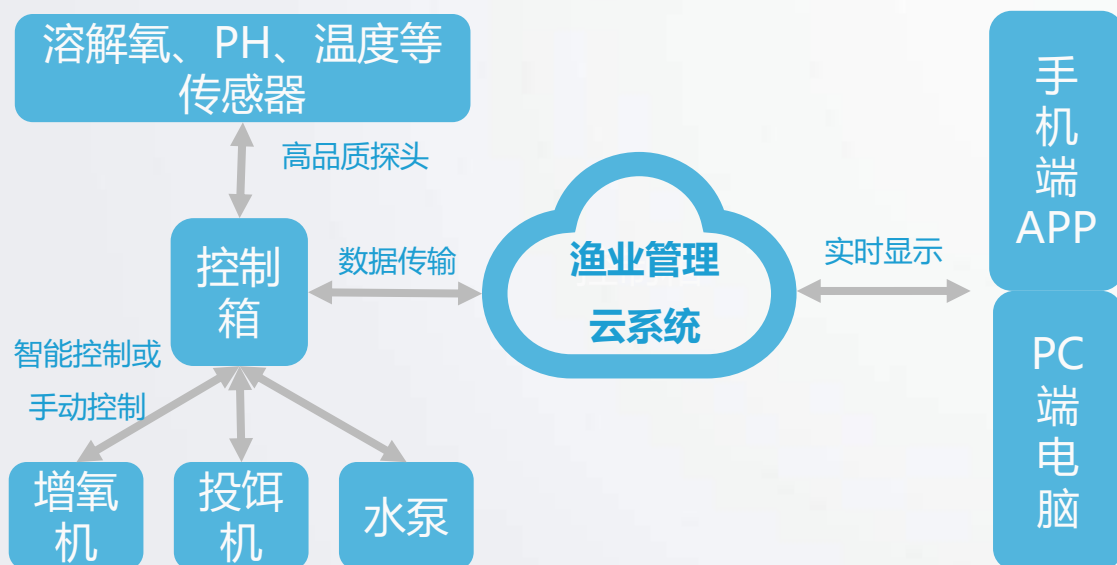 溶解氧、PH、温度等
传感器
高品质探头
控制
箱
数据传输
渔业管理
云系统
实时显示
手
机
端
APP
PC
端
电
脑
智能控制或
手动控制
增氧
机
投饵
机
水泵